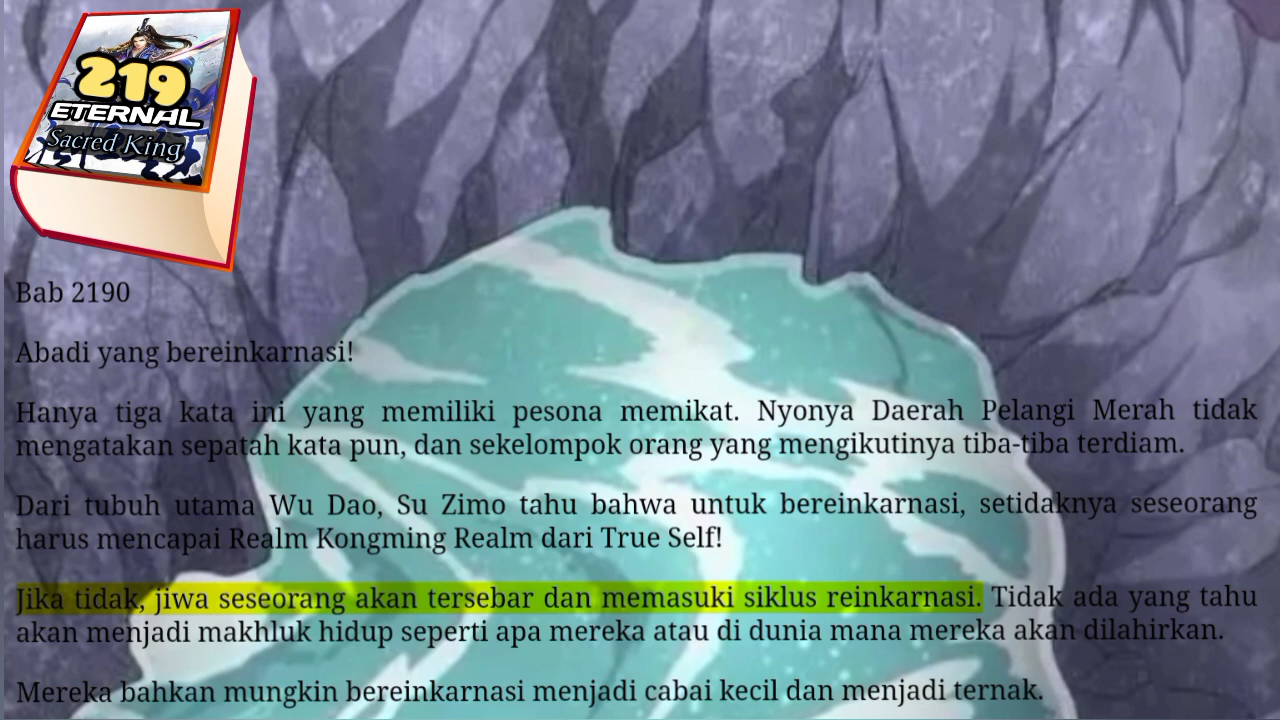 219
ETERNAL
Sacred King
Bab 2190
Abadi yang bereinkarnasi!
Hanya tiga kata ini yang memiliki pesona memikat. Nyonya Daerah Pelangi Merah tidak
mengatakan sepatah kata pun, dan sekelompok orang yang mengikutinya tiba-tiba terdiam.
Dari tubuh utama Wu Dao, Su Zimo tahu bahwa untuk bereinkarnasi, setidaknya seseorang
harus mencapai Realm Kongming Realm dari True Self!
Jika tidak, jiwa seseorang akan tersebar dan memasuki siklus reinkarnasi. Tidak ada yang tahu
akan menjadi makhluk hidup seperti apa mereka atau di dunia mana mereka akan dilahirkan.
Mereka bahkan mungkin bereinkarnasi menjadi cabai kecil dan menjadi ternak.